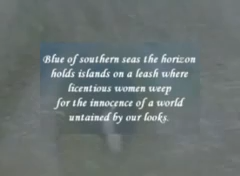 Blue of southern seas the horizon
holds islands on a leash where
licentious women weep
for the innocence of a world
untained by our looks.